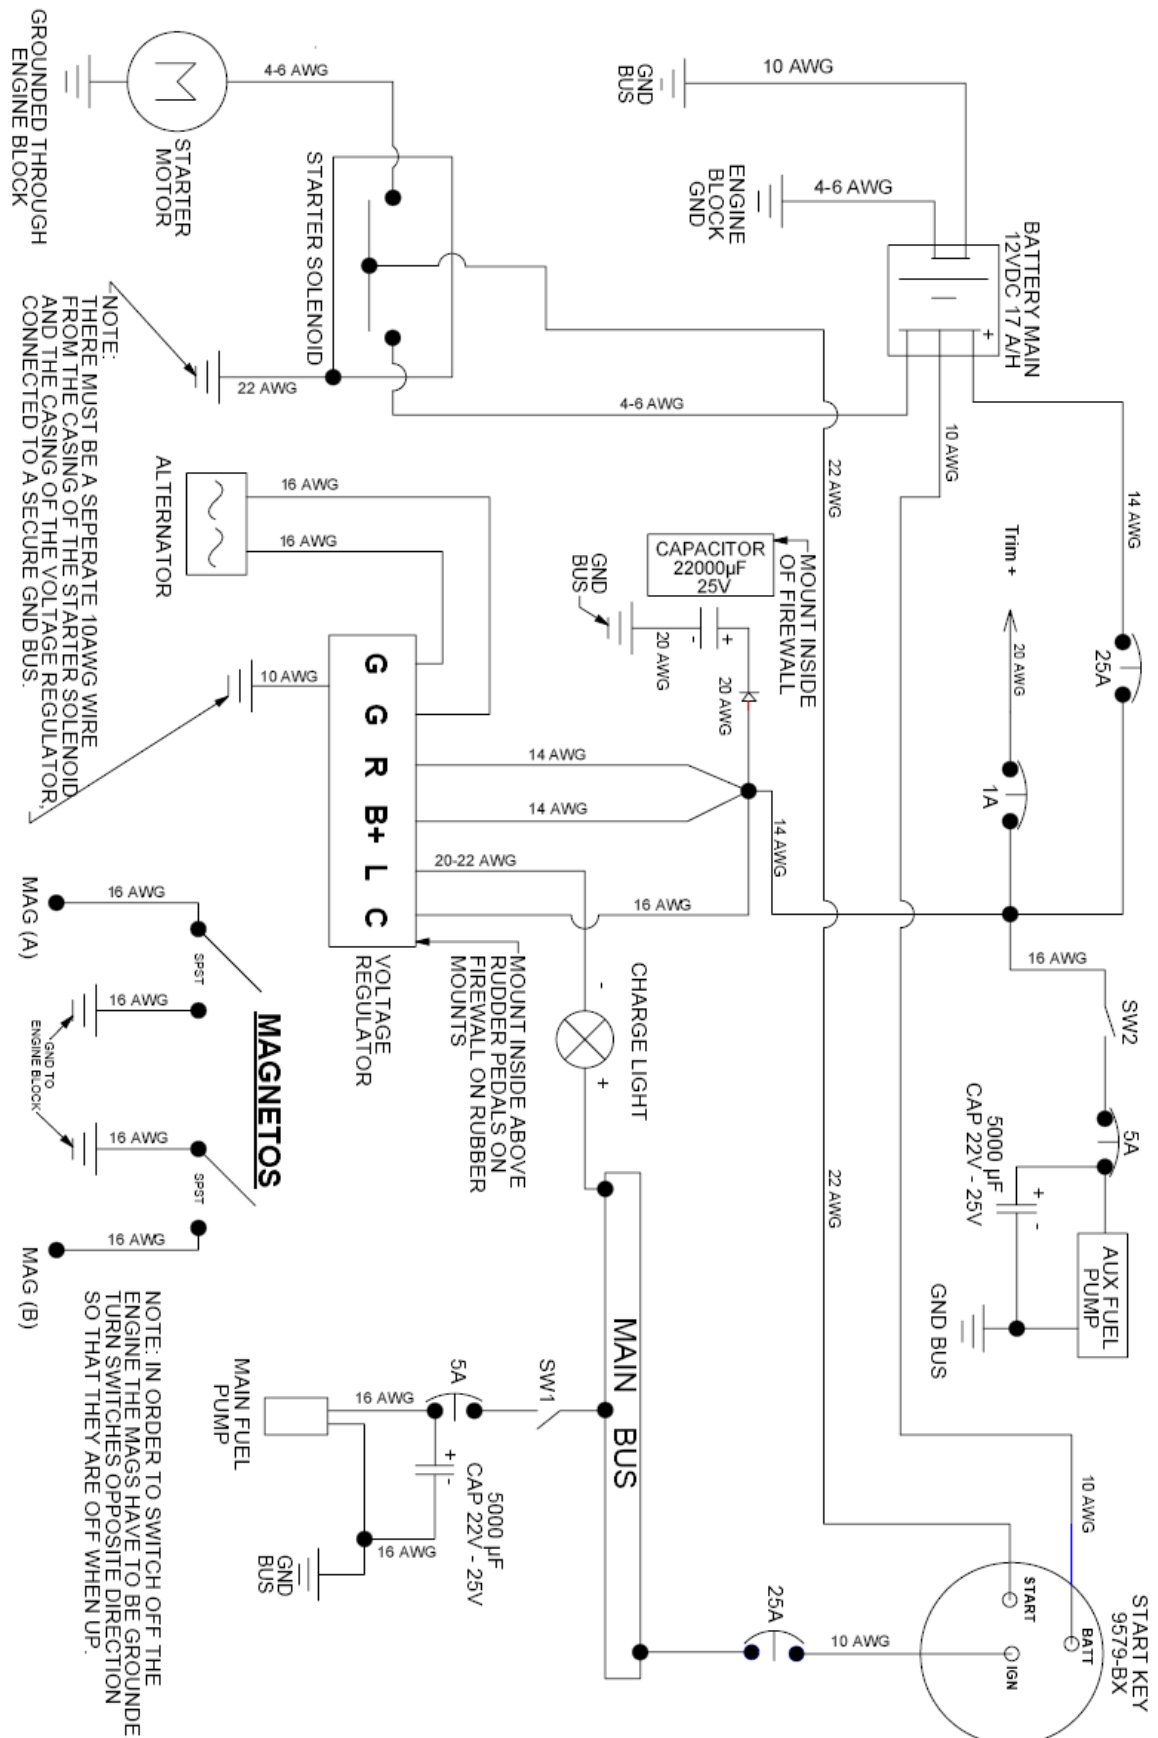 10 AWG
GND
BUS
ENGINE
BLOCK
GND
4-6 AWG
BATTERY MAIN
12VDC 17 A/H
+
GROUNDED THROUGH
ENGINE BLOCK
M
STARTER
MOTOR
4-6 AWG
STARTER SOLENOID
22 AWG
4-6 AWG
10 AWG
14 AWG
22 AWG
NOTE:
THERE MUST BE A SEPERATE 10AWG WIRE
FROM THE CASING OF THE STARTER SOLENOID
AND THE CASING OF THE VOLTAGE REGULATOR,
CONNECTED TO A SECURE GND BUS.
ALTERNATOR
16 AWG
16 AWG
CAPACITOR
22000µF
25V
MOUNT INSIDE
OF FIREWALL
GND
BUS
20 AWG
-
+
20 AWG
Trim +
20 AWG
1A
25A
10 AWG
G G R B+ L C
14 AWG
14 AWG
14 AWG
20-22 AWG
16 AWG
VOLTAGE
REGULATOR
MOUNT INSIDE ABOVE
RUDDER PEDALS ON
FIREWALL ON RUBBER
MOUNTS
-
+
CHARGE LIGHT
16 AWG
SW2
5A
5000 µF
CAP 22V - 25V
+
-
AUX FUEL
PUMP
GND BUS
22 AWG
MAG (A)
16 AWG
SPST
16 AWG
GND TO
ENGINE BLOCK
MAGNETOS
16 AWG
SPST
16 AWG
MAG (B)
NOTE: IN ORDER TO SWITCH OFF THE
ENGINE THE MAGS HAVE TO BE GROUNDE
TURN SWITCHES OPPOSITE DIRECTION
SO THAT THEY ARE OFF WHEN UP.
MAIN BUS
SW1
5A
16 AWG
MAIN FUEL
PUMP
+
-
5000 µF
CAP 22V - 25V
16 AWG
GND
BUS
25A
10 AWG
10 AWG
START
BATT
IGN
START KEY
9579-BX